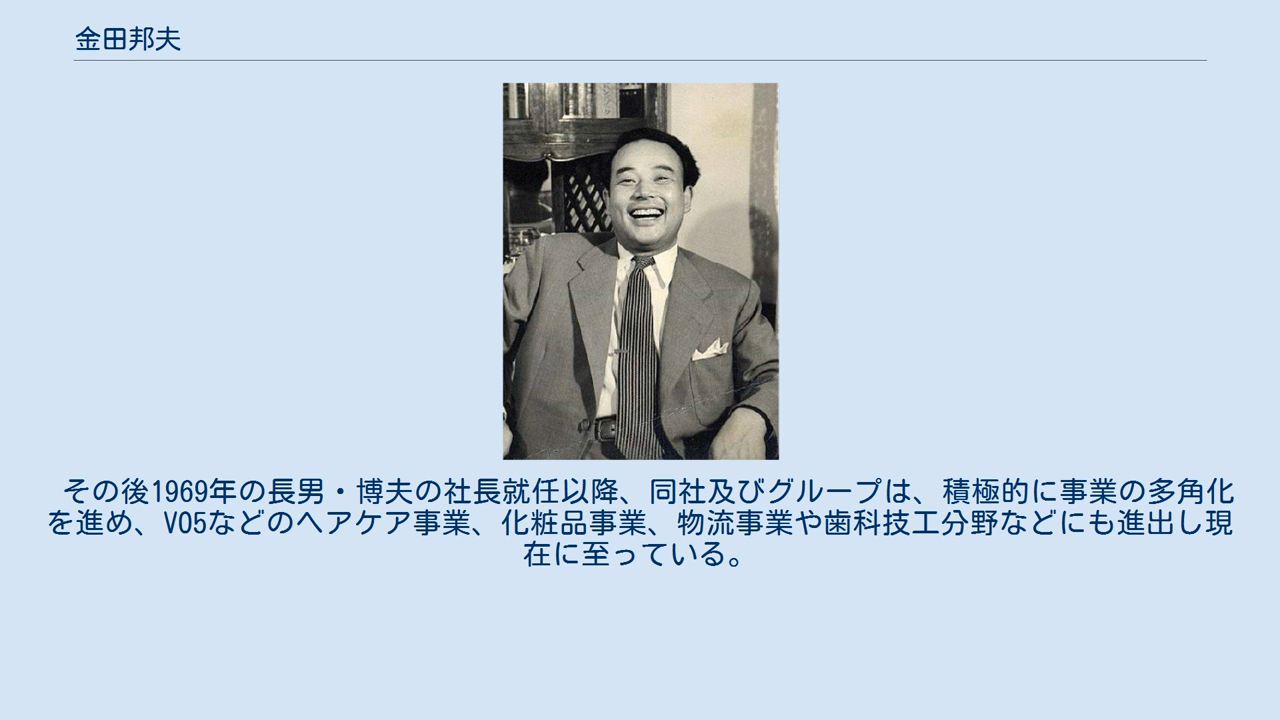 金田邦夫
その後1969年の長男・博夫の社長就任以降、同社及びグループは、積極的に事業の多角化
を進め、VO5などのヘアケア事業、化粧品事業、物流事業や歯科技工分野などにも進出し現
在に至っている。